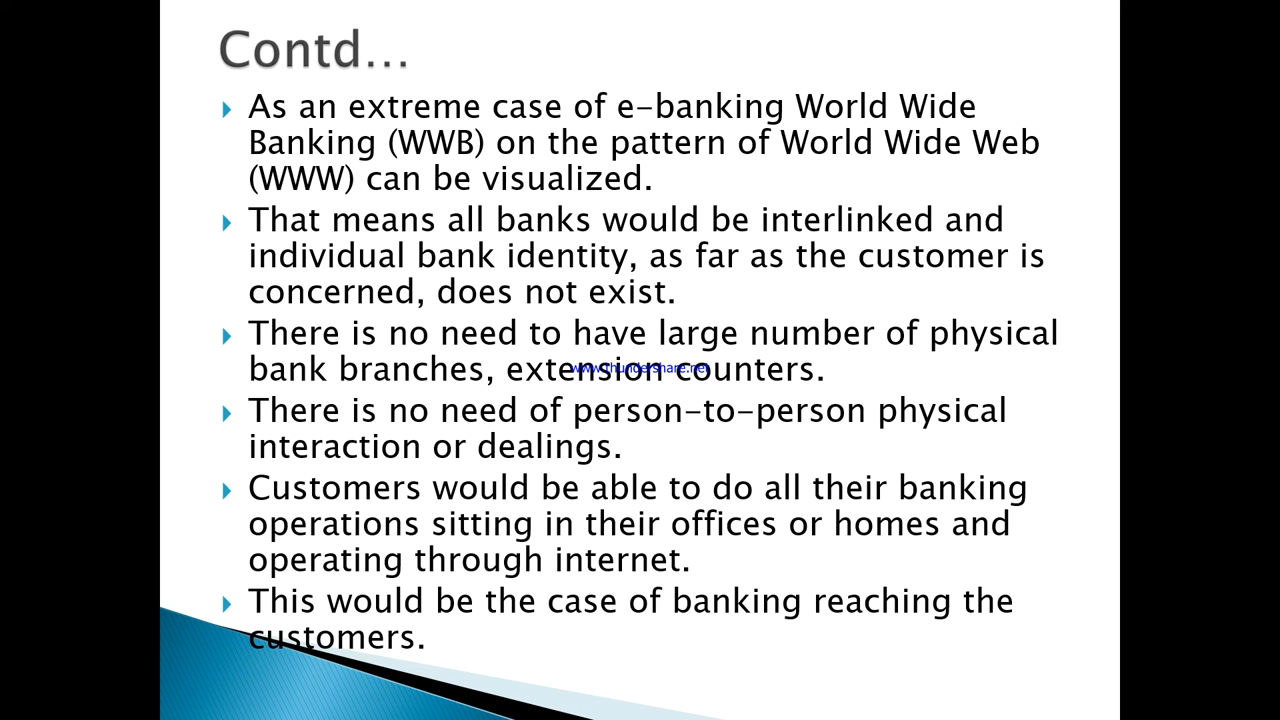 Contd...
As an extreme case of e-banking World Wide
Banking (WWB) on the pattern of World Wide Web
(WWW) can be visualized.
That means all banks would be interlinked and
individual bank identity, as far as the customer is
concerned, does not exist.
There is no need to have large number of physical
bank branches, extension counters.
www.thundershare.net
There is no need of person-to-person physical
interaction or dealings.
Customers would be able to do all their banking
operations sitting in their offices or homes and
operating through internet.
This would be the case of banking reaching the
customers.